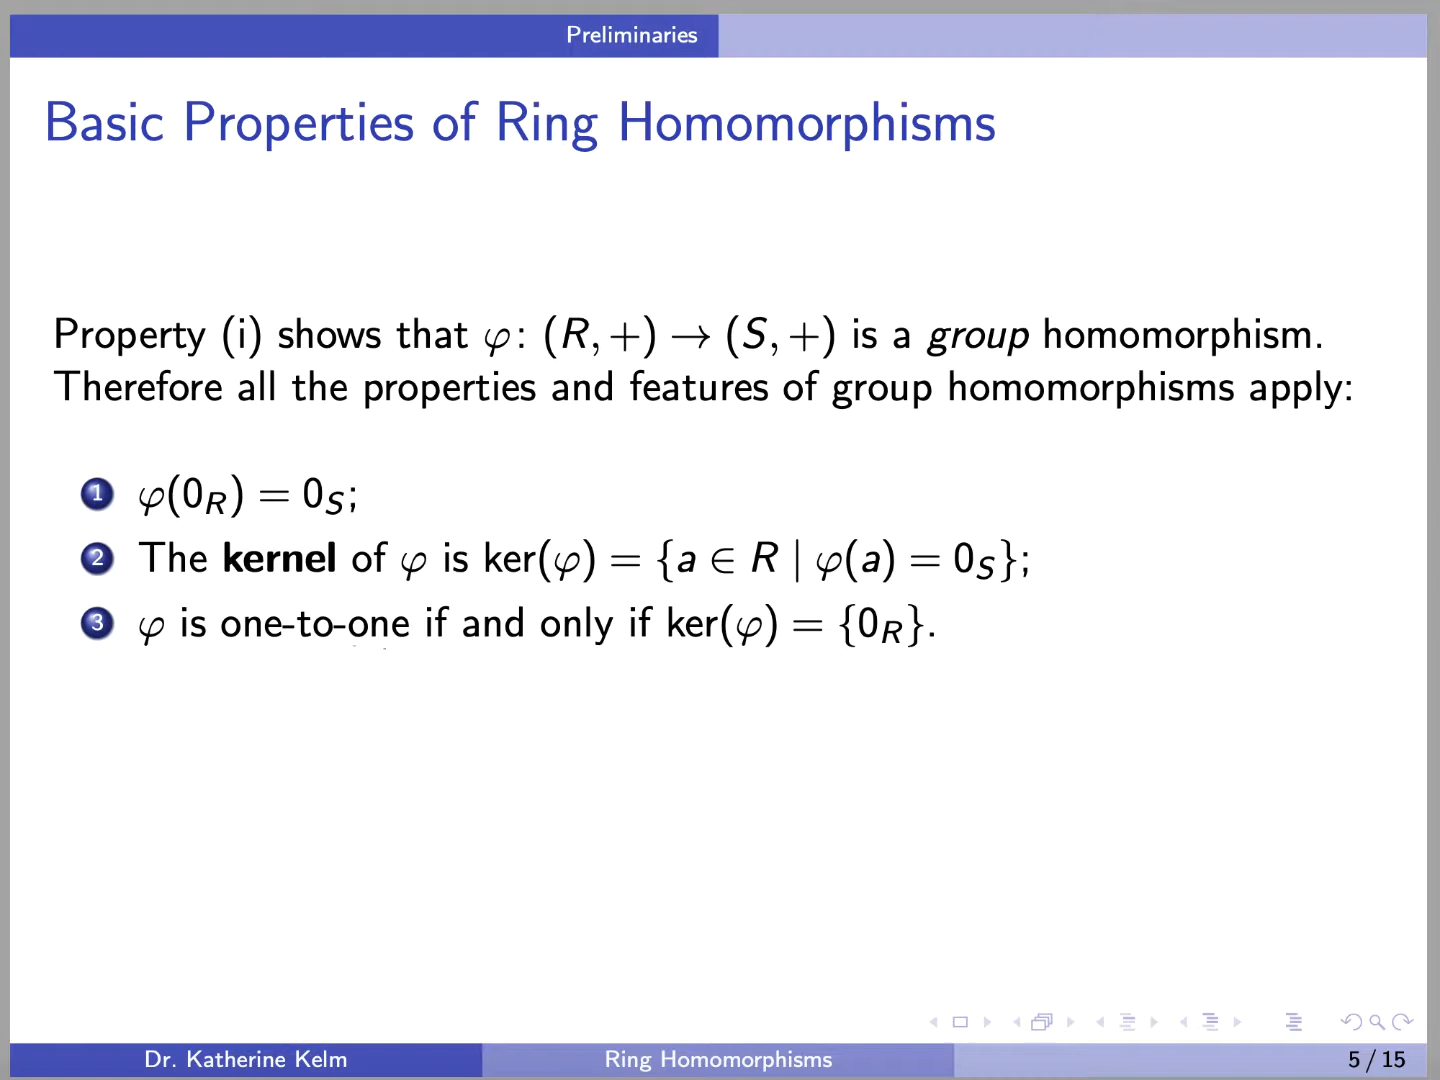 Preliminaries
Basic Properties of Ring Homomorphisms
Property (i) shows that φ: (R, +) → (S, +) is a group homomorphism.
Therefore all the properties and features of group homomorphisms apply:
1 φ(0_R) = 0_S;
2 The kernel of φ is ker(φ) = {a ∈ R | φ(a) = 0_S};
3 φ is one-to-one if and only if ker(φ) = {0_R}.
Dr. Katherine Kelm Ring Homomorphisms 5 / 15